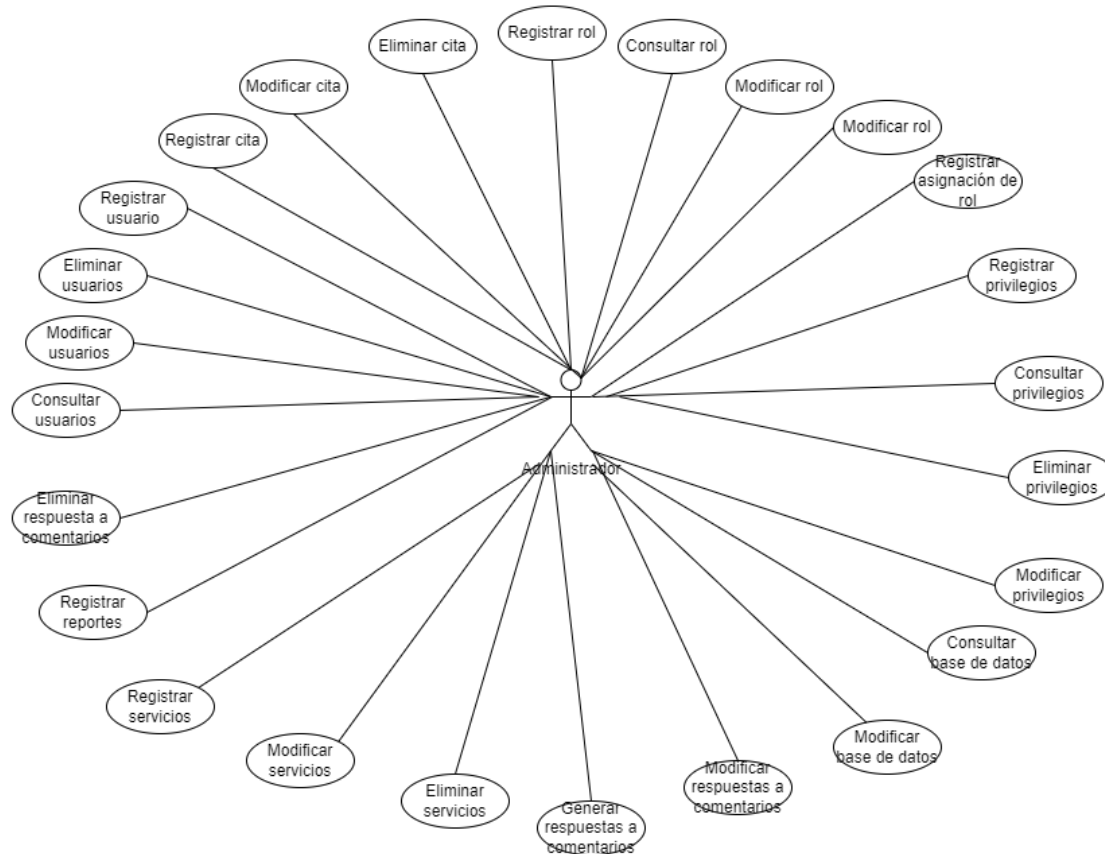 Registrar rol
Eliminar cita
Consultar rol
Modificar cita
Modificar rol
Registrar cita
Modificar rol
Registrar
asignación de
rol
Registrar
usuario
Eliminar
usuarios
Registrar
privilegios
Modificar
usuarios
Consultar
privilegios
Consultar
usuarios
Administrador
Eliminar
privilegios
Eliminar
respuesta a
comentarios
Modificar
privilegios
Registrar
reportes
Consultar
base de datos
Registrar
servicios
Modificar
base de datos
Modificar
servicios
Modificar
respuestas a
comentarios
Eliminar
servicios
Generar
respuestas a
comentarios